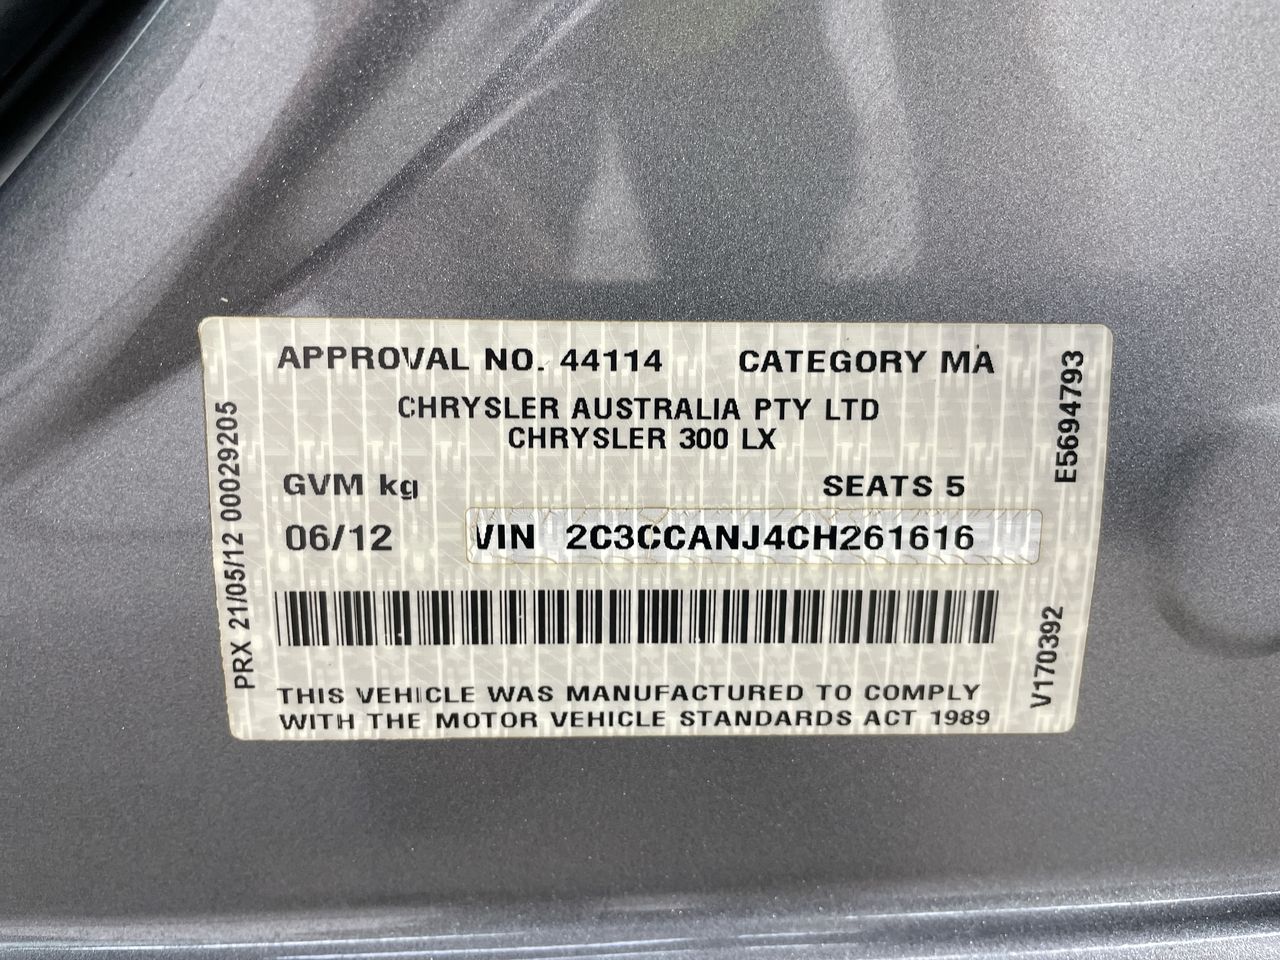 APPROVAL NO. 44114 CATEGORY MA
CHRYSLER AUSTRALIA PTY LTD
CHRYSLER 300 LX
GVM kg SEATS 5
06/12 VIN 2C3CCANJ4CH261616
THIS VEHICLE WAS MANUFACTURED TO COMPLY
WITH THE MOTOR VEHICLE STANDARDS ACT 1989
PRX 21/05/12 00029205
E5694793
V170392